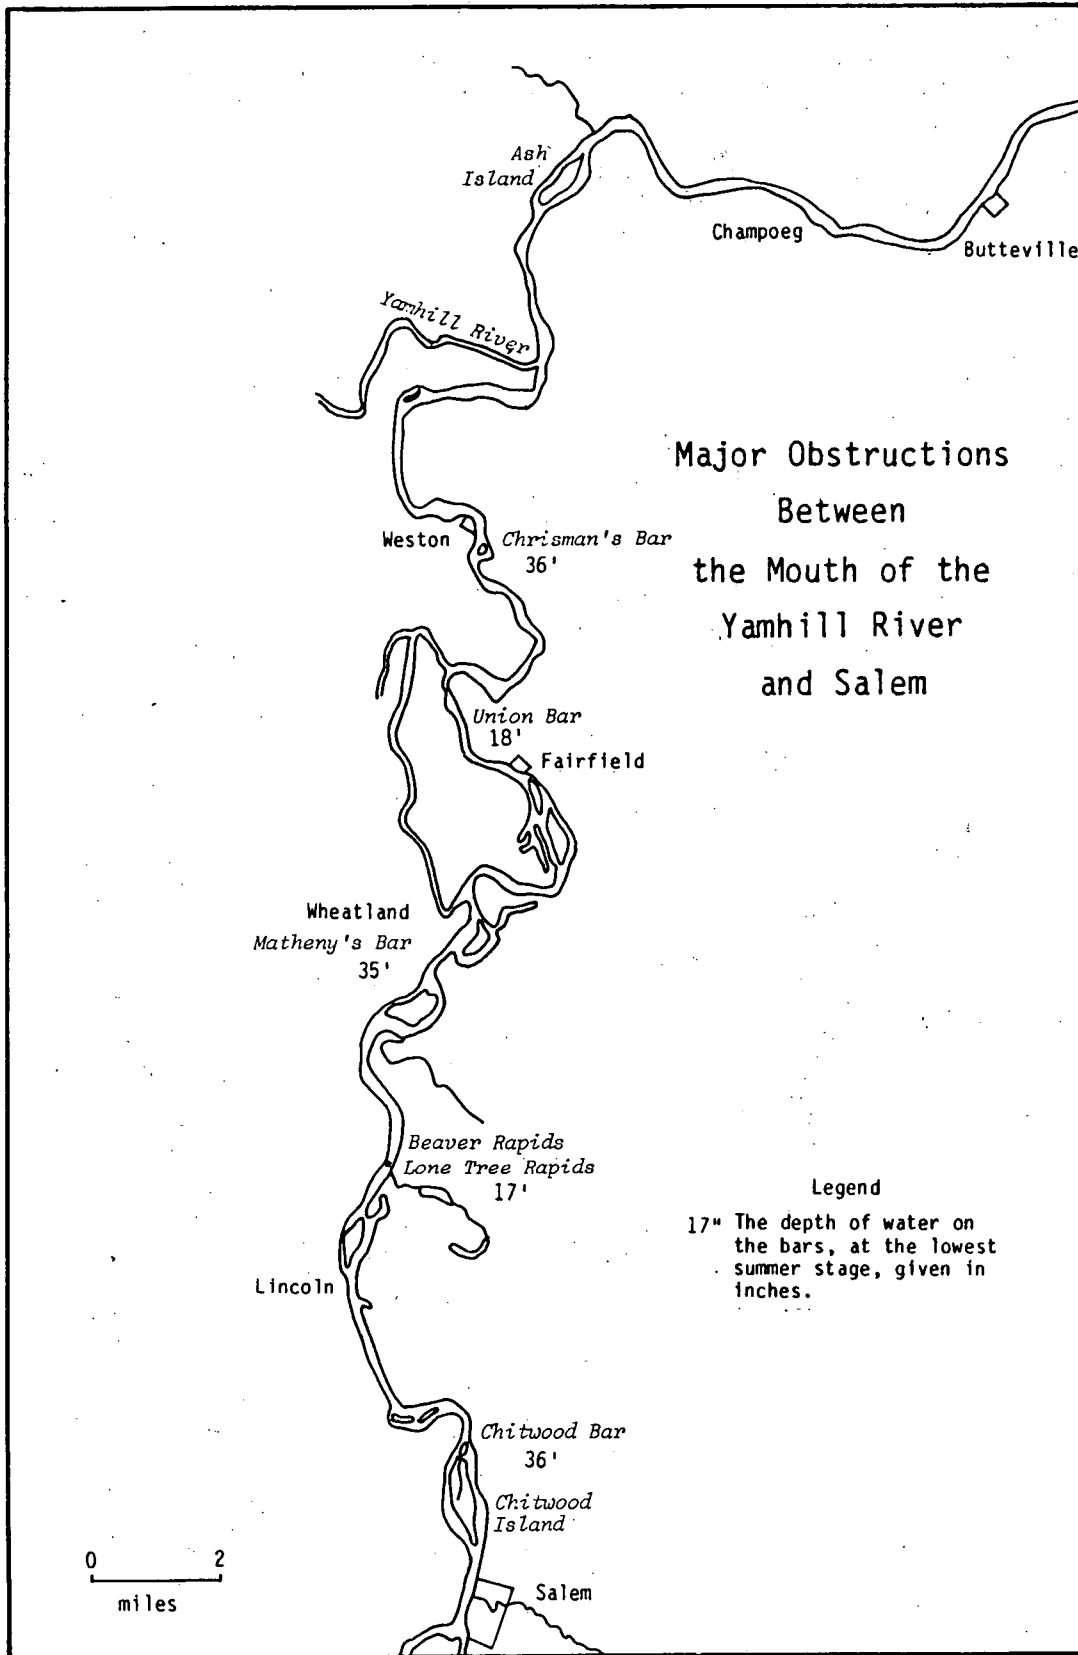 Ash
Island
Champoeg
Butteville
Yamhill River
Major Obstructions
Between
the Mouth of the
Yamhill River
and Salem
Weston
Chrisman's Bar
36'
Union Bar
18'
Fairfield
Wheatland
Matheny's Bar
35'
Beaver Rapids
Lone Tree Rapids
17'
Legend
17" The depth of water on
the bars, at the lowest
summer stage, given in
inches.
Lincoln
Chitwood Bar
36'
Chitwood
Island
0 2
miles
Salem